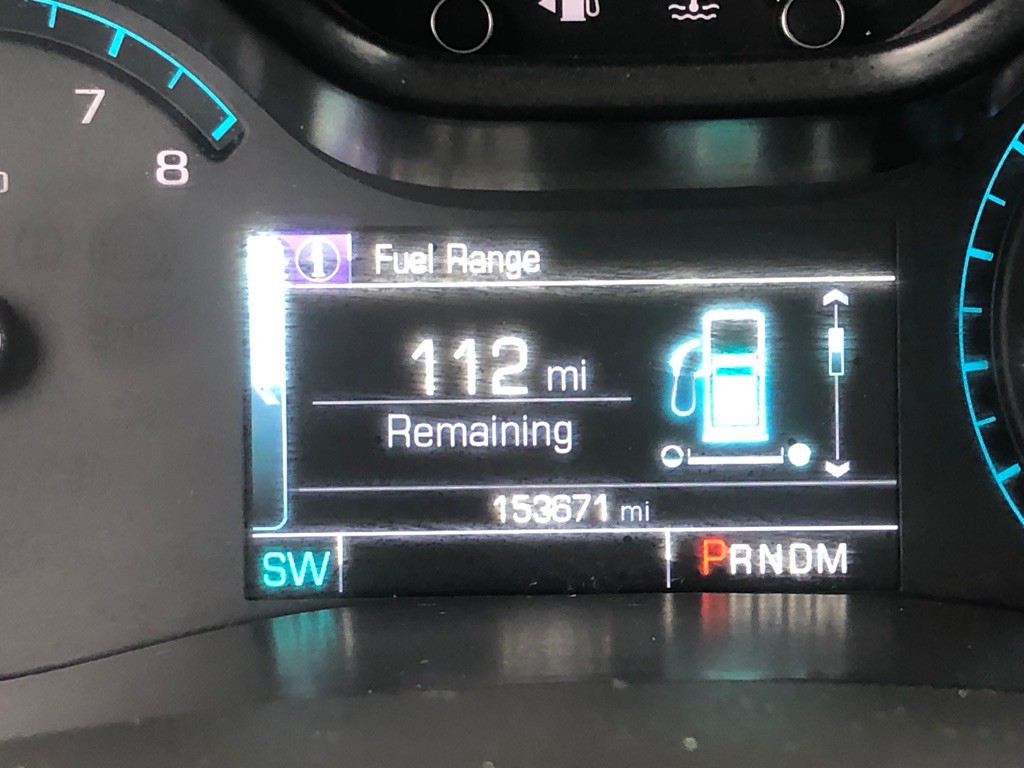 7
8
Fuel Range
112 mi
Remaining
153671 mi
SW
PRNDM